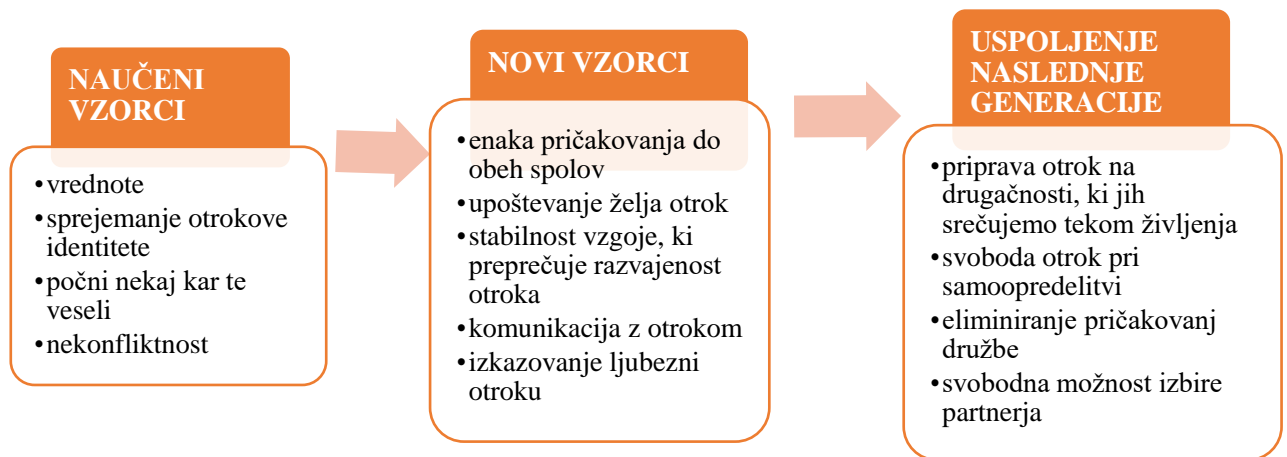 NAUČENI
VZORCI
•vrednote
•sprejemanje otrokove
identitete
•počni nekaj kar te
veseli
•nekonfliktnost
NOVI VZORCI
•enaka pričakovanja do
obeh spolov
•upoštevanje želja otrok
•stabilnost vzgoje, ki
preprečuje razvajenost
otroka
•komunikacija z otrokom
•izkazovanje ljubezni
otroku
USPOLJENJE
NASLEDNJE
GENERACIJE
•priprava otrok na
drugačnosti, ki jih
srečujemo tekom življenja
•svoboda otrok pri
samoopredelitvi
•eliminiranje pričakovanj
družbe
•svobodna možnost izbire
partnerja